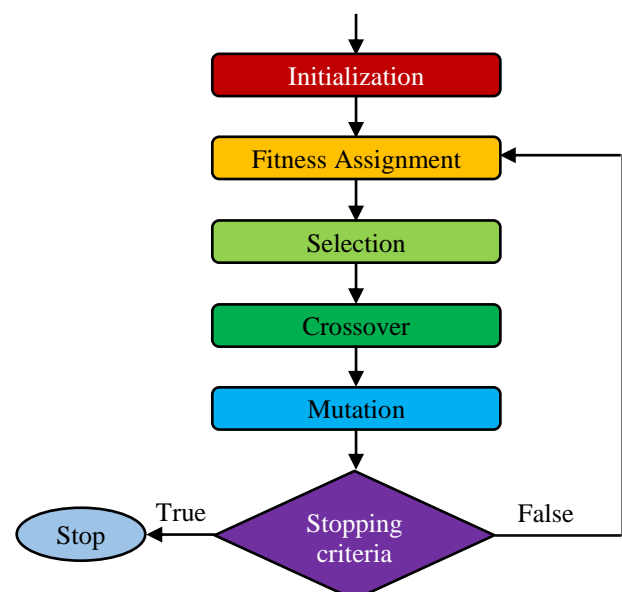 Initialization
Fitness Assignment
Selection
Crossover
Mutation
True
False
Stop
Stopping
criteria